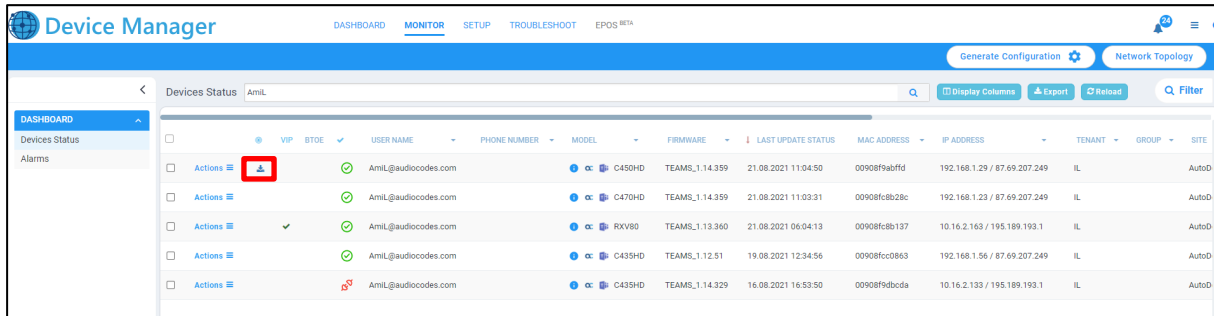 Device Manager
DASHBOARD MONITOR SETUP TROUBLESHOOT EPOS BETA
24
Generate Configuration Network Topology
Devices Status AmiL Display Columns Export Reload Filter
DASHBOARD
Devices Status
Alarms
VIP BTOE USER NAME PHONE NUMBER MODEL FIRMWARE LAST UPDATE STATUS MAC ADDRESS IP ADDRESS TENANT GROUP SITE
Actions AmiL@audiocodes.com C450HD TEAMS_1.14.359 21.08.2021 11:04:50 00908f9abffd 192.168.1.29 / 87.69.207.249 IL AutoD
Actions AmiL@audiocodes.com C470HD TEAMS_1.14.359 21.08.2021 11:03:31 00908fc8b28c 192.168.1.23 / 87.69.207.249 IL AutoD
Actions AmiL@audiocodes.com RXV80 TEAMS_1.13.360 21.08.2021 06:04:13 00908fc8b137 10.16.2.163 / 195.189.193.1 IL AutoD
Actions AmiL@audiocodes.com C435HD TEAMS_1.12.51 19.08.2021 12:34:56 00908fcc0863 192.168.1.56 / 87.69.207.249 IL AutoD
Actions AmiL@audiocodes.com C435HD TEAMS_1.14.329 16.08.2021 16:53:50 00908f9dbcda 10.16.2.133 / 195.189.193.1 IL AutoD